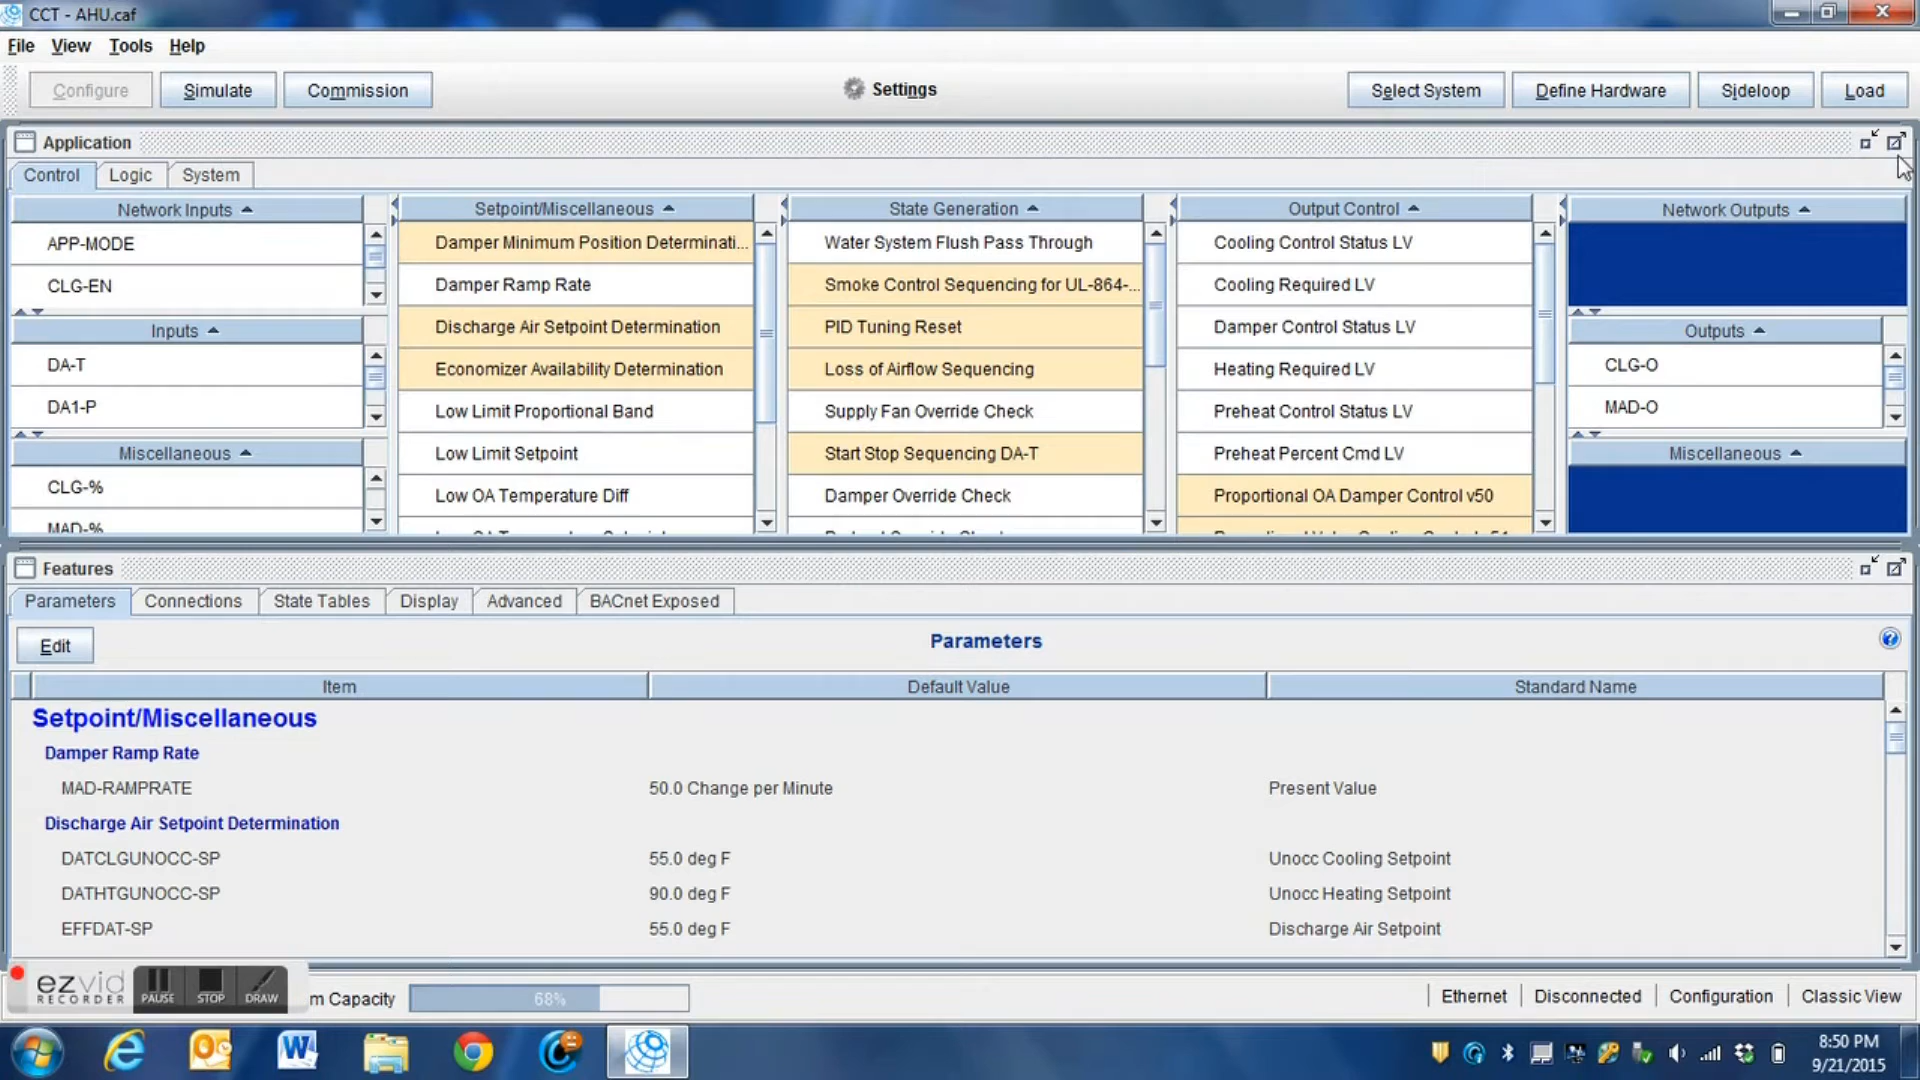 CCT - AHU.caf
File View Tools Help
Configure Simulate Commission Settings Select System Define Hardware Sideloop Load
Application
Control Logic System
Network Inputs
APP-MODE
CLG-EN
Inputs
DA-T
DA1-P
Miscellaneous
CLG-%
MAD-%
Setpoint/Miscellaneous
Damper Minimum Position Determinati...
Damper Ramp Rate
Discharge Air Setpoint Determination
Economizer Availability Determination
Low Limit Proportional Band
Low Limit Setpoint
Low OA Temperature Diff
State Generation
Water System Flush Pass Through
Smoke Control Sequencing for UL-864-...
PID Tuning Reset
Loss of Airflow Sequencing
Supply Fan Override Check
Start Stop Sequencing DA-T
Damper Override Check
Output Control
Cooling Control Status LV
Cooling Required LV
Damper Control Status LV
Heating Required LV
Preheat Control Status LV
Preheat Percent Cmd LV
Proportional OA Damper Control v50
Network Outputs
Outputs
CLG-O
MAD-O
Miscellaneous
Features
Parameters Connections State Tables Display Advanced BACnet Exposed
Edit Parameters
Item Default Value Standard Name
Setpoint/Miscellaneous
Damper Ramp Rate
MAD-RAMPRATE 50.0 Change per Minute Present Value
Discharge Air Setpoint Determination
DATCLGUNOCC-SP 55.0 deg F Unocc Cooling Setpoint
DATHTGUNOCC-SP 90.0 deg F Unocc Heating Setpoint
EFFDAT-SP 55.0 deg F Discharge Air Setpoint
ezvid
RECORDER PAUSE STOP DRAW
m Capacity 68% Ethernet Disconnected Configuration Classic View
8:50 PM
9/21/2015